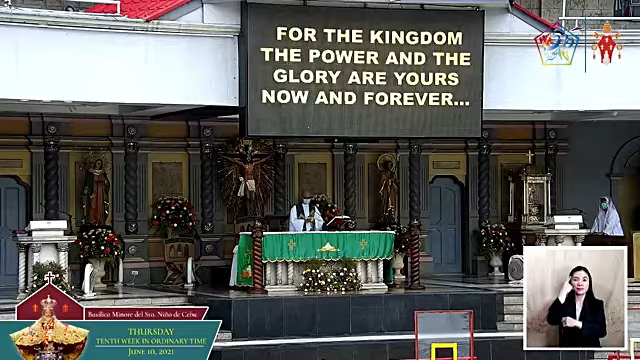 FOR THE KINGDOM
THE POWER AND THE
GLORY ARE YOURS
NOW AND FOREVER...
Basilica Minore del Sto. Niño de Cebu
THURSDAY
TENTH WEEK IN ORDINARY TIME
JUNE 10, 2021